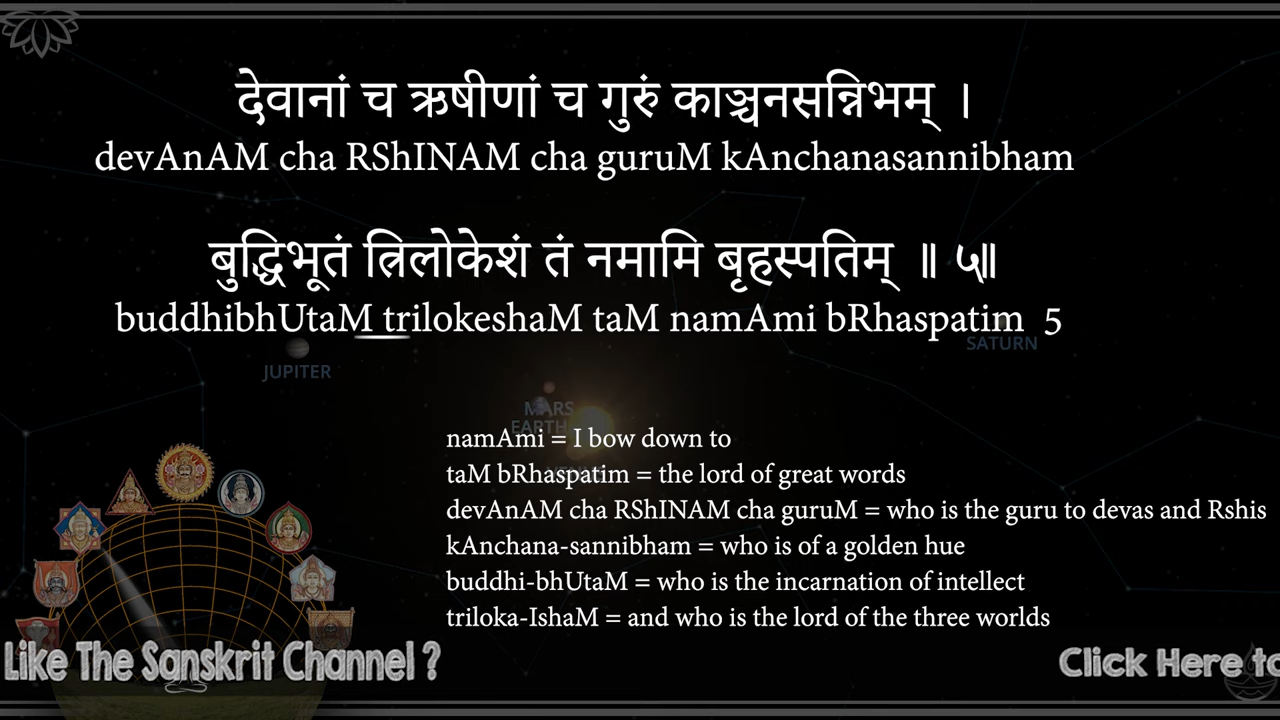 देवानां च ऋषीणां च गुरुं काञ्चनसन्निभम् ।
devAnAM cha RShINAM cha guruM kAnchanasannibham
बुद्धिभूतं त्रिलोकेशं तं नमामि बृहस्पतिम् ॥ ५॥
buddhibhUtaM trilokeshaM taM namAmi bRhaspatim 5
SATURN
JUPITER
MARS
EARTH
namAmi = I bow down to
taM bRhaspatim = the lord of great words
devAnAM cha RShINAM cha guruM = who is the guru to devas and Rshis
kAnchana-sannibham = who is of a golden hue
buddhi-bhUtaM = who is the incarnation of intellect
triloka-IshaM = and who is the lord of the three worlds
Like The Sanskrit Channel ?
Click Here to